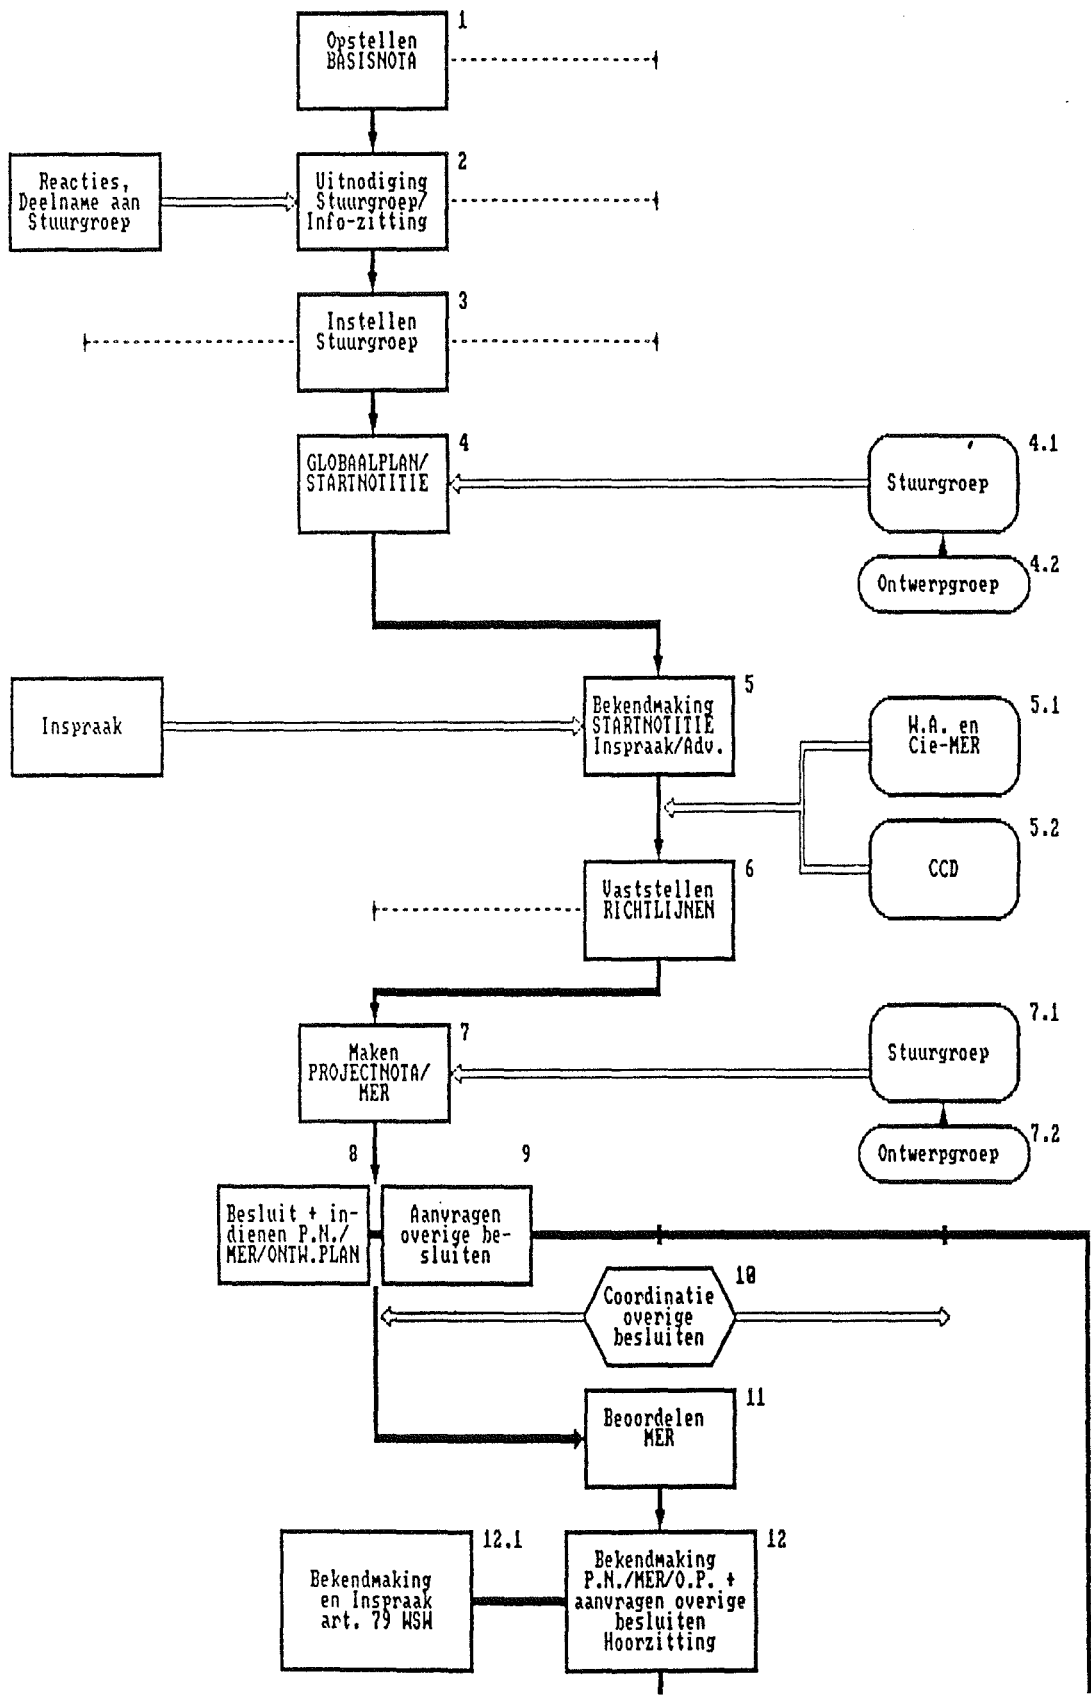 1
Opstellen
BASISNOTA
2
Reacties,
Deelname aan
Stuurgroep
Uitnodiging
Stuurgroep/
Info-zitting
3
Instellen
Stuurgroep
4
GLOBAALPLAN/
STARTNOTITIE
4.1
Stuurgroep
4.2
Ontwerpgroep
5
Inspraak
Bekendmaking
STARTNOTITIE
Inspraak/Adv.
5.1
W.A. en
Cie-MER
5.2
CCD
6
Vaststellen
RICHTLIJNEN
7
Maken
PROJECTNOTA/
MER
7.1
Stuurgroep
7.2
Ontwerpgroep
8
9
Besluit + in-
dienen P.N./
MER/ONTW.PLAN
Aanvragen
overige be-
sluiten
10
Coordinatie
overige
besluiten
11
Beoordelen
MER
12.1
Bekendmaking
en Inspraak
art. 79 WSW
12
Bekendmaking
P.N./MER/O.P. +
aanvragen overige
besluiten
Hoorzitting